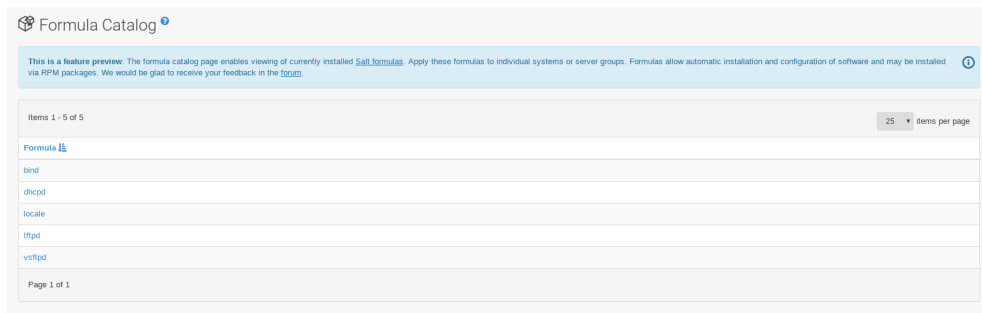 Formula Catalog
This is a feature preview: The formula catalog page enables viewing of currently installed Salt formulas. Apply these formulas to individual systems or server groups. Formulas allow automatic installation and configuration of software and may be installed
via RPM packages. We would be glad to receive your feedback in the forum.
Items 1 - 5 of 5
25 items per page
Formula
bind
dhcpd
locale
tftpd
vsftpd
Page 1 of 1